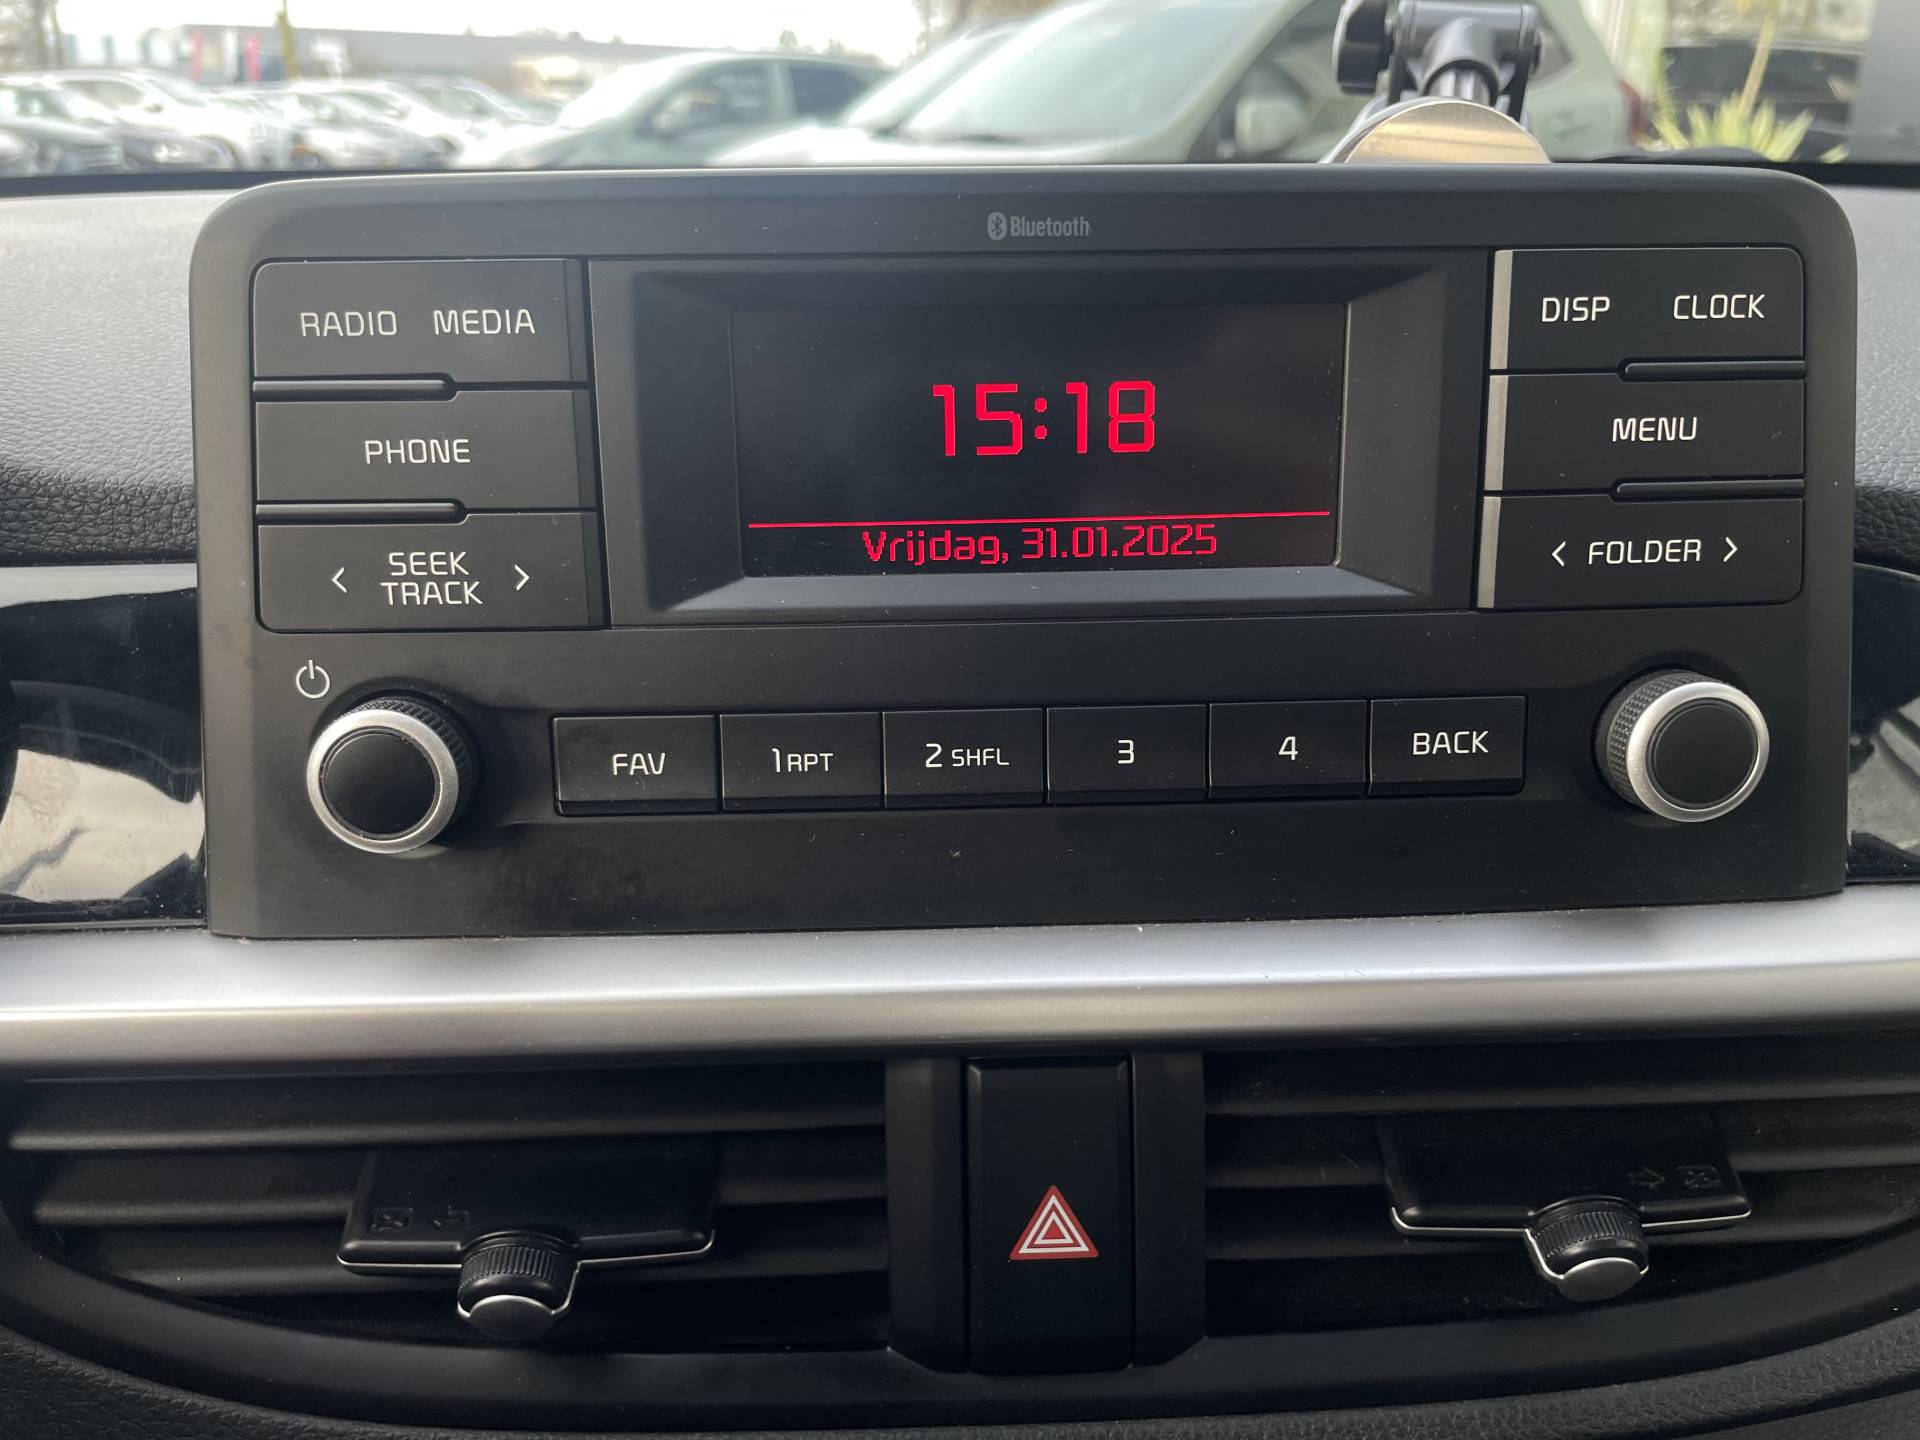 Bluetooth
RADIO MEDIA
PHONE
< SEEK TRACK >
15:18
Vrijdag, 31.01.2025
DISP CLOCK
MENU
< FOLDER >
FAV
1 RPT
2 SHFL
3
4
BACK